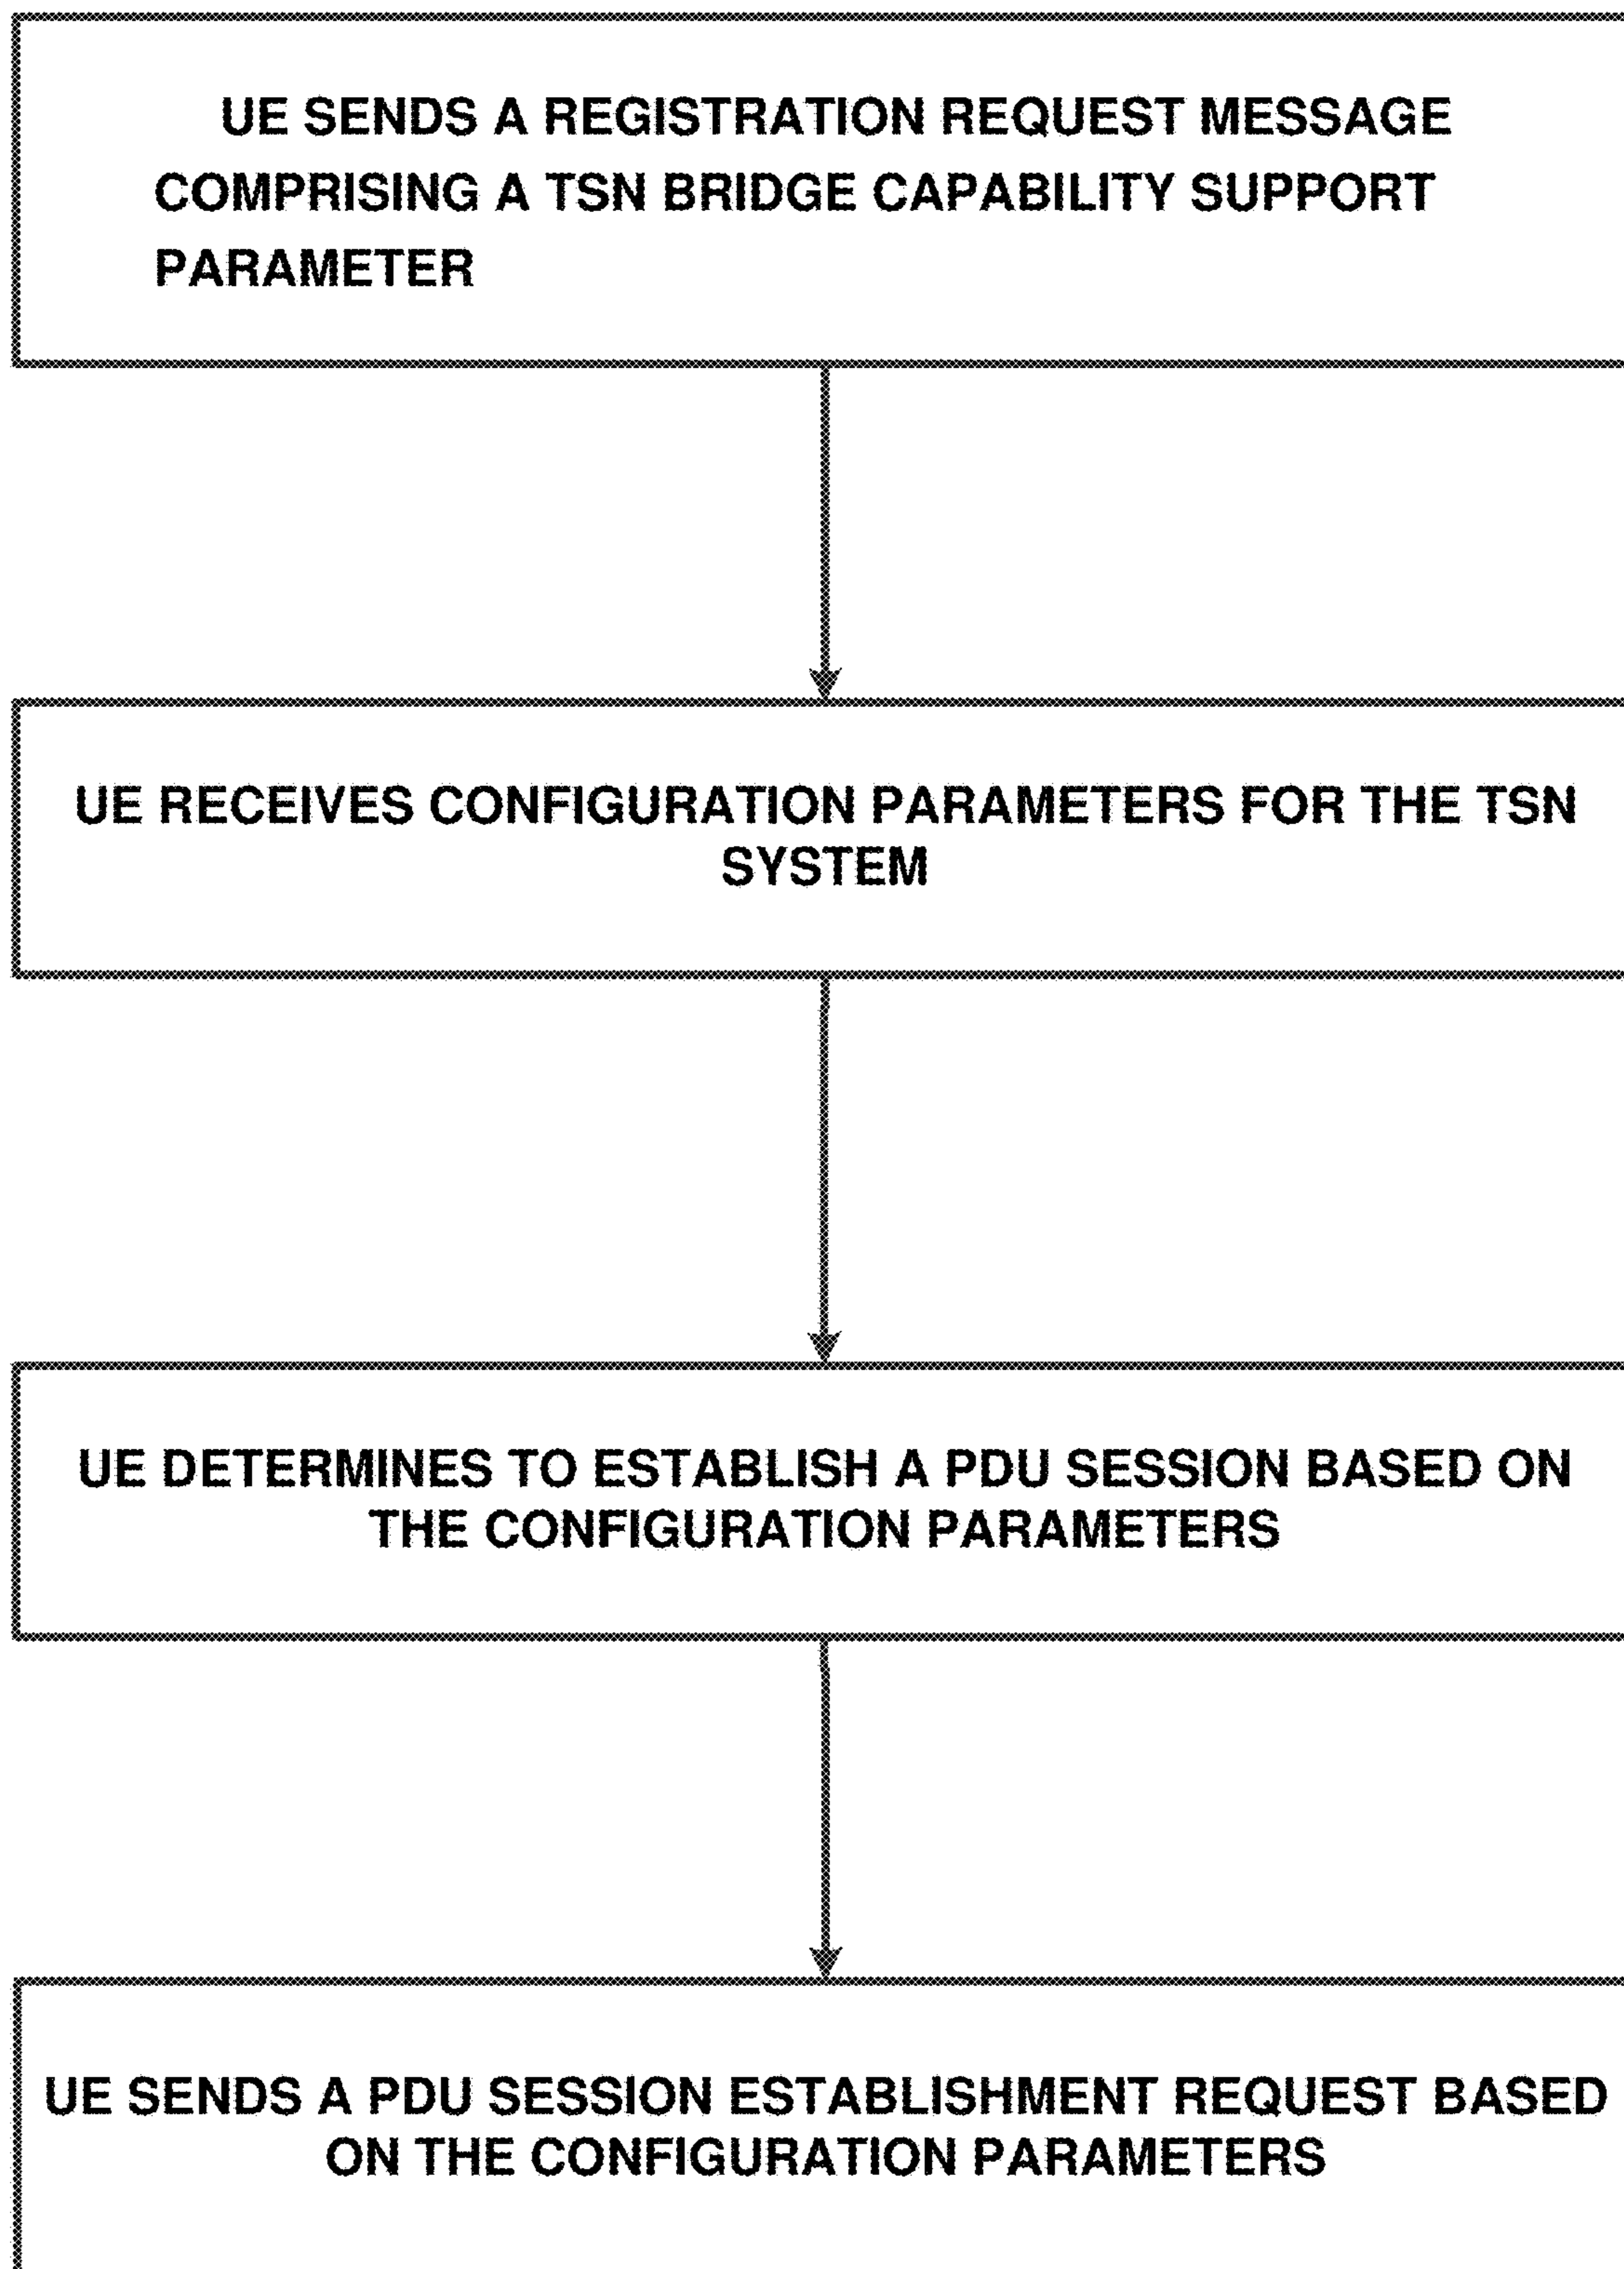 UE SENDS A REGISTRATION REQUEST MESSAGE
COMPRISING A TSN BRIDGE CAPABILITY SUPPORT
PARAMETER
UE RECEIVES CONFIGURATION PARAMETERS FOR THE TSN
SYSTEM
UE DETERMINES TO ESTABLISH A PDU SESSION BASED ON
THE CONFIGURATION PARAMETERS
UE SENDS A PDU SESSION ESTABLISHMENT REQUEST BASED
ON THE CONFIGURATION PARAMETERS